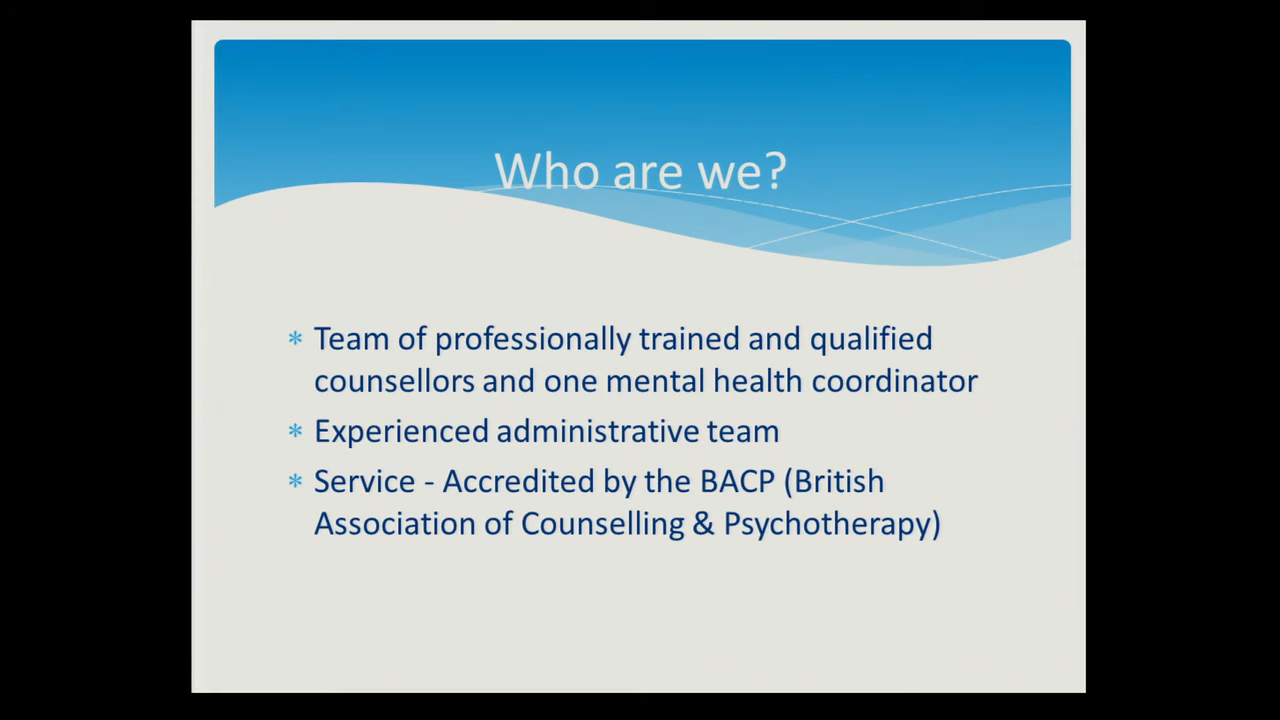 Who are we?
* Team of professionally trained and qualified
counsellors and one mental health coordinator
* Experienced administrative team
* Service - Accredited by the BACP (British
Association of Counselling & Psychotherapy)